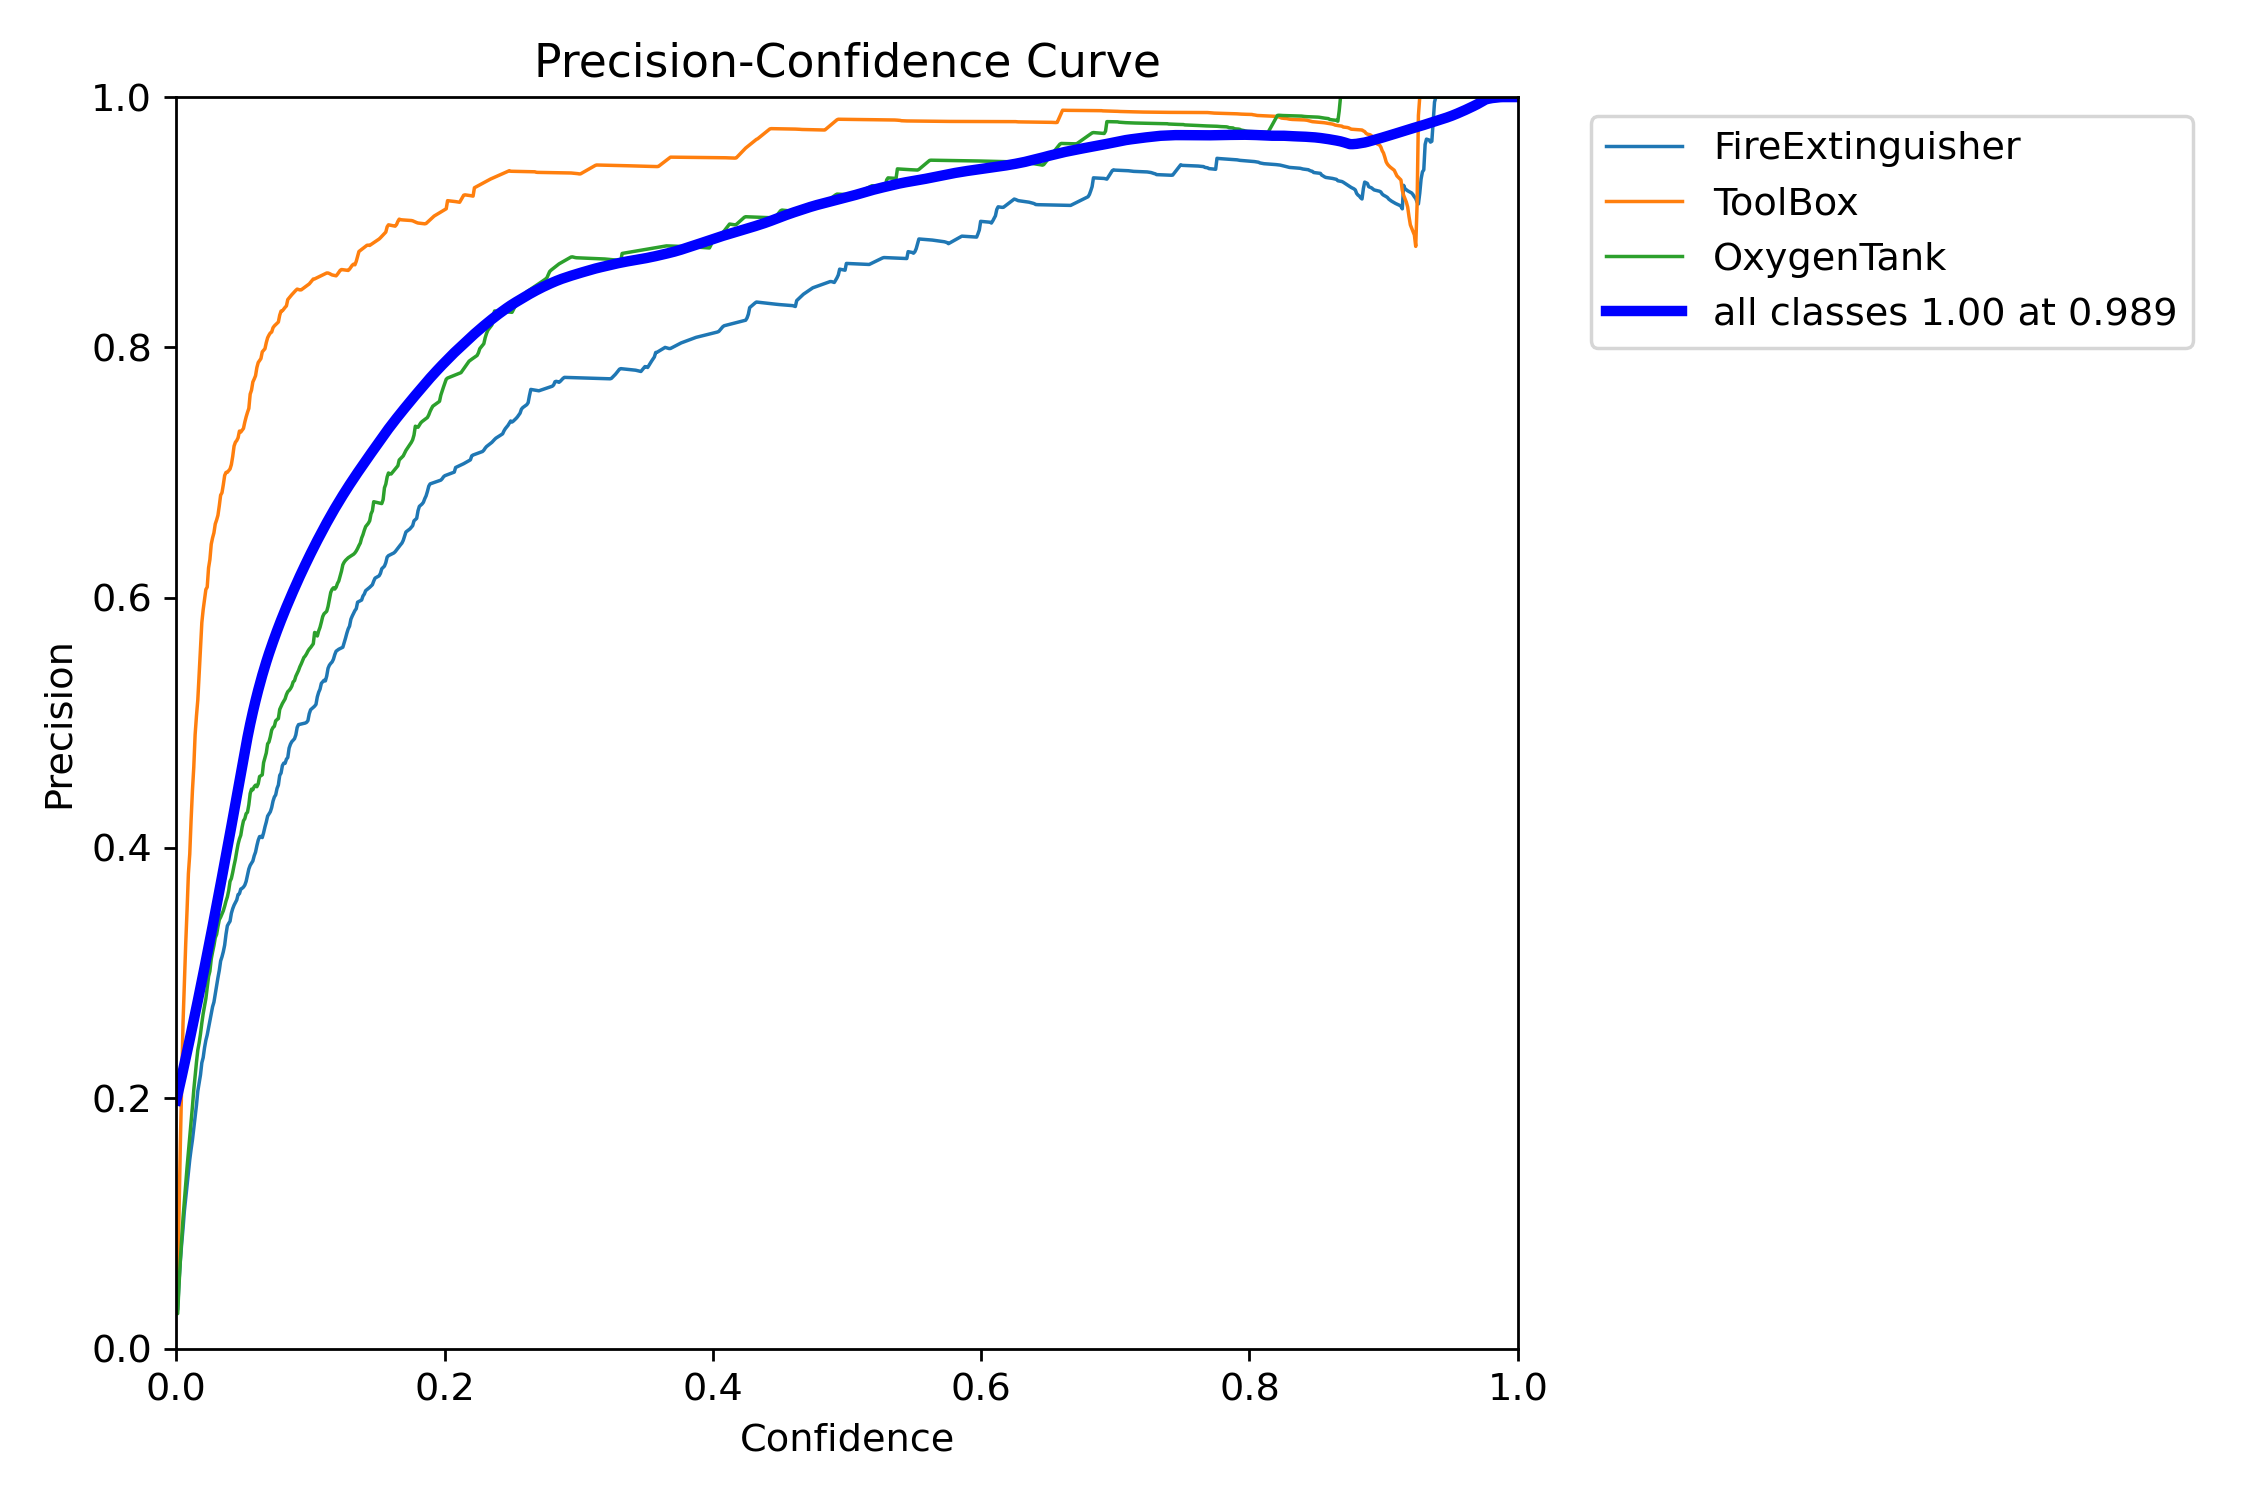 Precision-Confidence Curve
1.0
0.8
0.6
0.4
0.2
0.0
Precision
0.0 0.2 0.4 0.6 0.8 1.0
Confidence
FireExtinguisher
ToolBox
OxygenTank
all classes 1.00 at 0.989